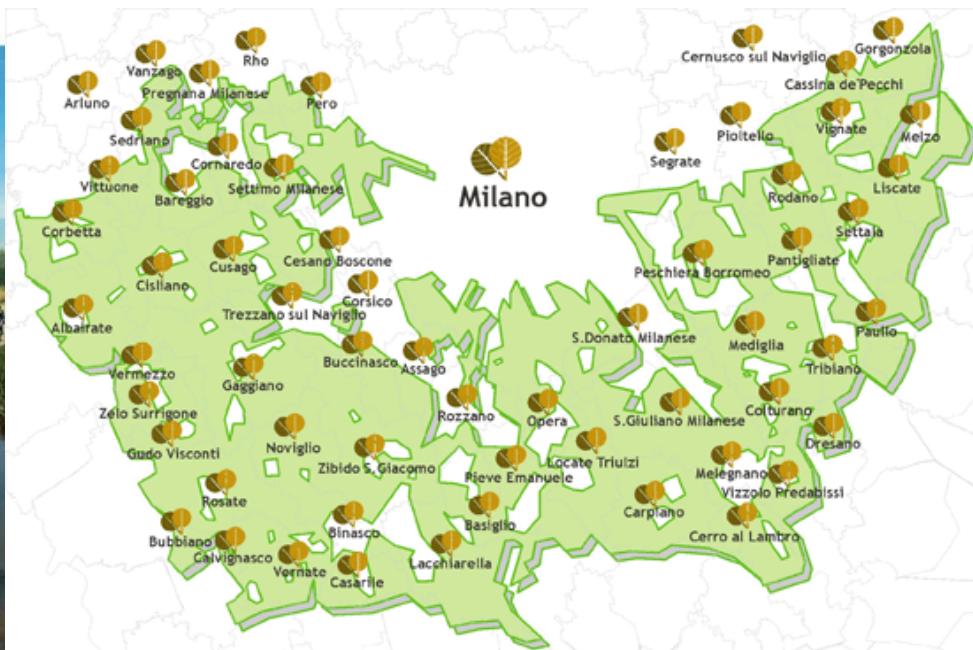 Rho
Gorgonzola
Vanzago
Cernusco sul Naviglio
Cassina de'Pecchi
Arluno
Pregnana Milanese
Pero
Sedriano
Pioltello
Vignate
Melzo
Cornaredo
Segrate
Vittuone
Settimo Milanese
Bareggio
Milano
Rodano
Liscate
Corbetta
Settala
Cusago
Cesano Boscone
Pantigliate
Peschiera Borromeo
Cisliano
Corsico
Trezzano sul Naviglio
Albairate
Paullo
S.Donato Milanese
Mediglia
Buccinasco
Assago
Tribiano
Vermezzo
Gaggiano
Zelo Surrigone
Rozzano
Opera
S.Giuliano Milanese
Colturano
Gudo Visconti
Noviglio
Dresano
Zibido S.Giacomo
Locate Triulzi
Pieve Emanuele
Melegnano
Vizzolo Predabissi
Rosate
Basiglio
Carpiano
Binasco
Cerro al Lambro
Bubbiano
Calvignasco
Lacchiarella
Vernate
Casarile